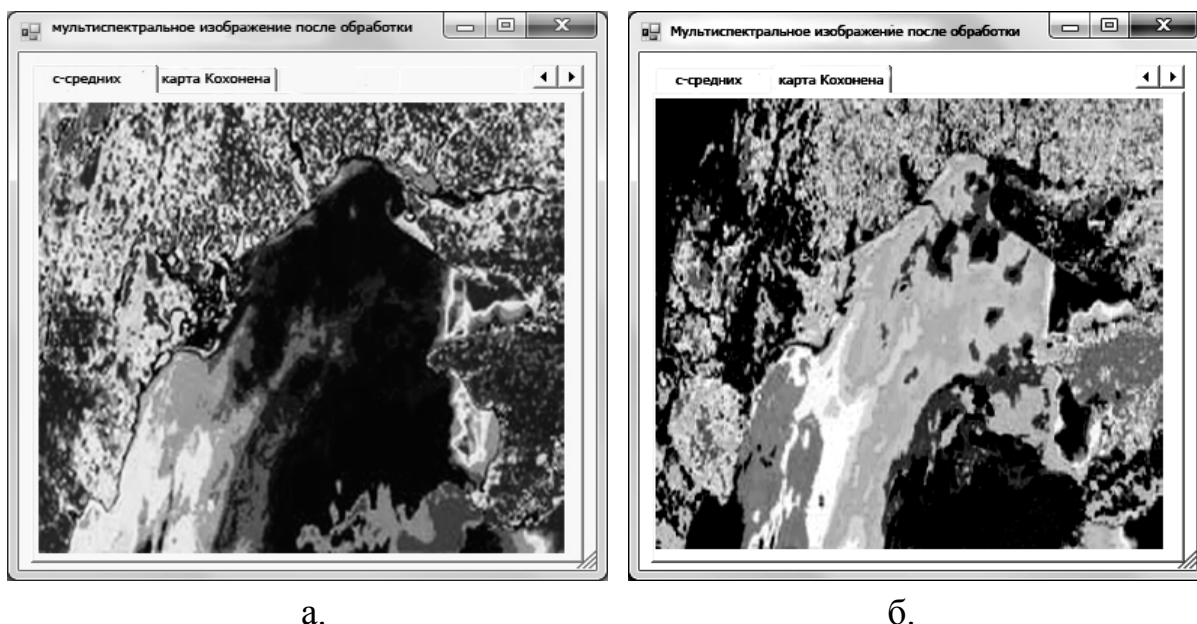 мультиспектральное изображение после обработки
с-средних карта Кохонена
Мультиспектральное изображение после обработки
с-средних карта Кохонена
а. б.